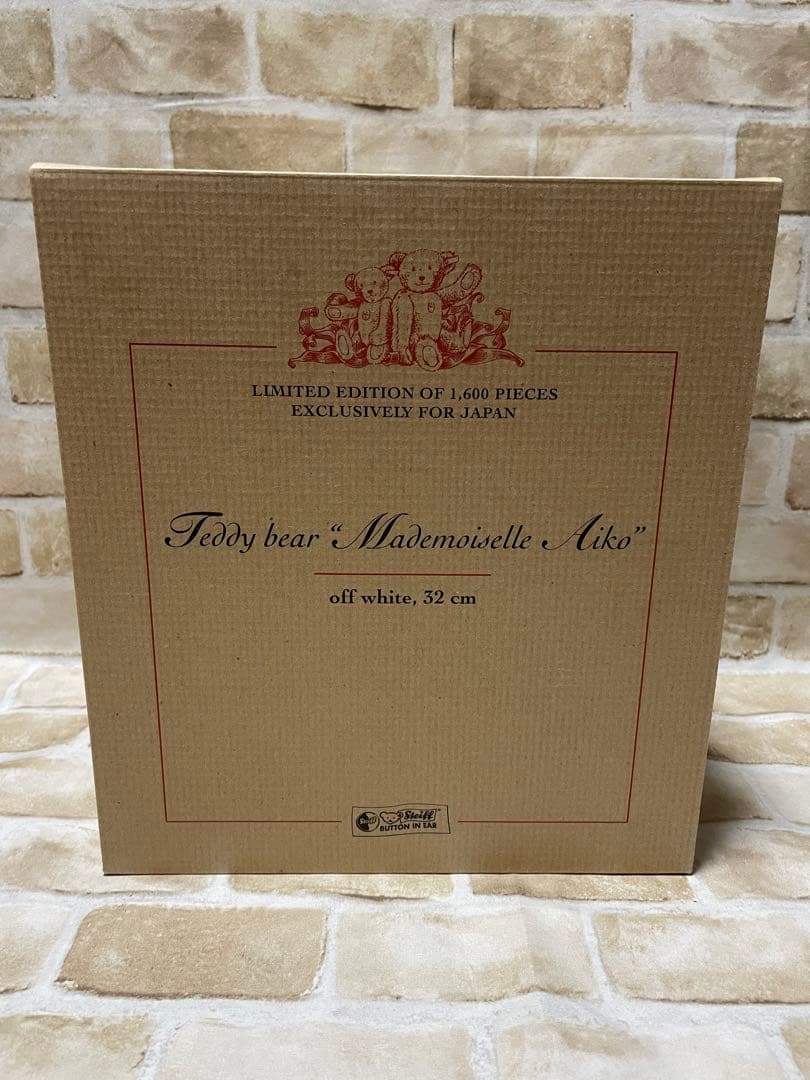 LIMITED EDITION OF 1,600 PIECES
EXCLUSIVELY FOR JAPAN
Teddy bear “Mademoiselle Aiko”
off white, 32 cm
Steiff
BUTTON IN EAR